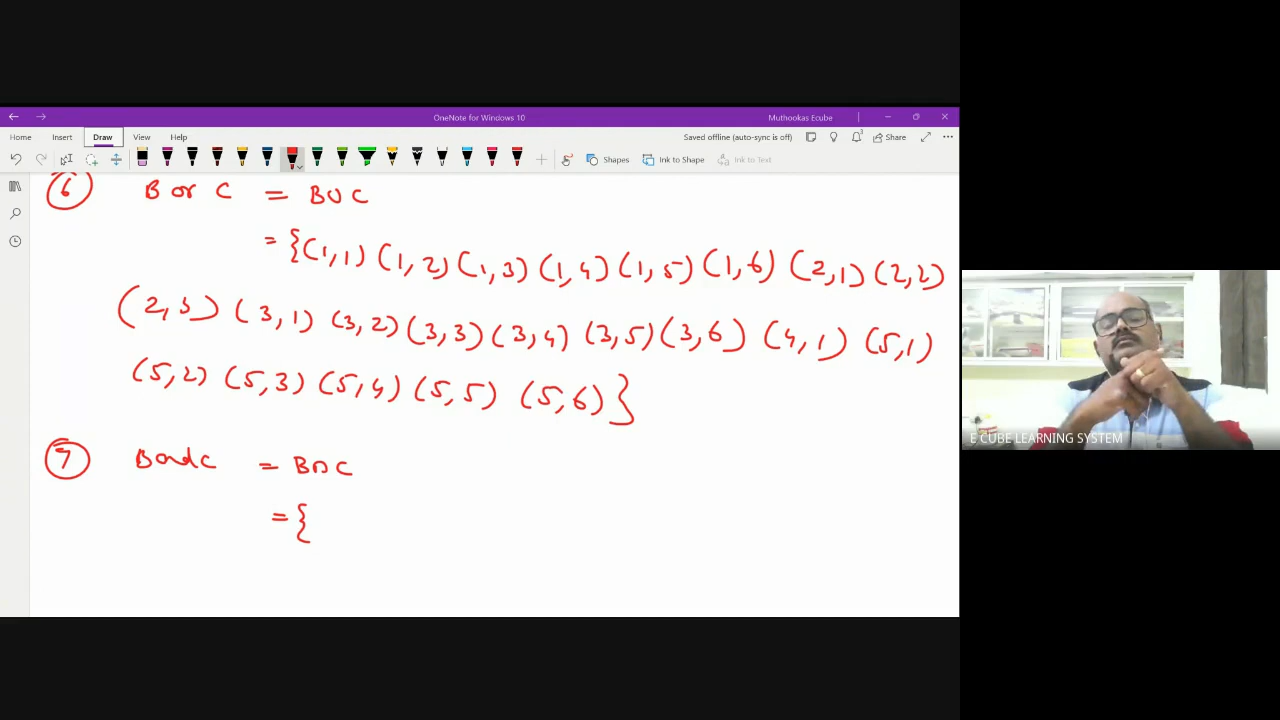 OneNote for Windows 10
Muthookas Ecube
Home Insert Draw View Help
Saved offline (auto-sync is off)
Share
Shapes
Ink to Shape
Ink to Text
6 B or C = B∪C
= {(1,1) (1,2) (1,3) (1,4) (1,5) (1,6) (2,1) (2,2)
(2,3) (3,1) (3,2) (3,3) (3,4) (3,5) (3,6) (4,1) (5,1)
(5,2) (5,3) (5,4) (5,5) (5,6)}
7 B and C = B∩C
= {
E CUBE LEARNING SYSTEM